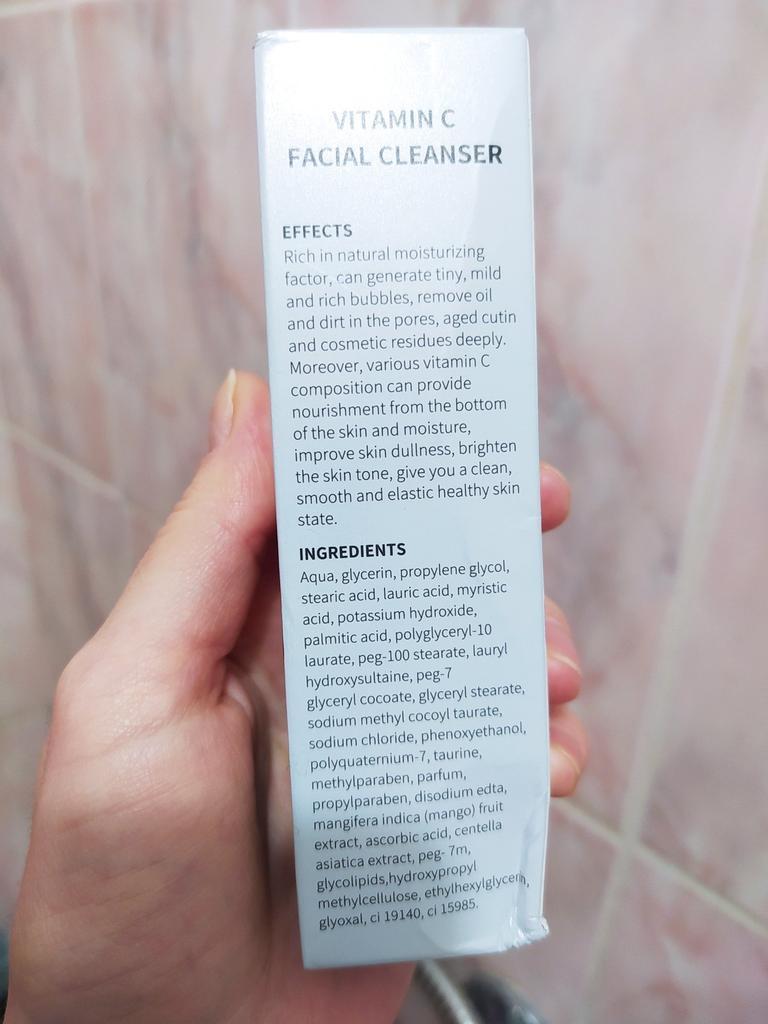 VITAMIN C
FACIAL CLEANSER
EFFECTS
Rich in natural moisturizing
factor, can generate tiny, mild
and rich bubbles, remove oil
and dirt in the pores, aged cutin
and cosmetic residues deeply.
Moreover, various vitamin C
composition can provide
nourishment from the bottom
of the skin and moisture,
improve skin dullness, brighten
the skin tone, give you a clean,
smooth and elastic healthy skin
state.
INGREDIENTS
Aqua, glycerin, propylene glycol,
stearic acid, lauric acid, myristic
acid, potassium hydroxide,
palmitic acid, polyglyceryl-10
laurate, peg-100 stearate, lauryl
hydroxysultaine, peg-7
glyceryl cocoate, glyceryl stearate,
sodium methyl cocoyl taurate,
sodium chloride, phenoxyethanol,
polyquaternium-7, taurine,
methylparaben, parfum,
propylparaben, disodium edta,
mangifera indica (mango) fruit
extract, ascorbic acid, centella
asiatica extract, peg- 7m,
glycolipids,hydroxypropyl
methylcellulose, ethylhexylglycerin,
glyoxal, ci 19140, ci 15985.